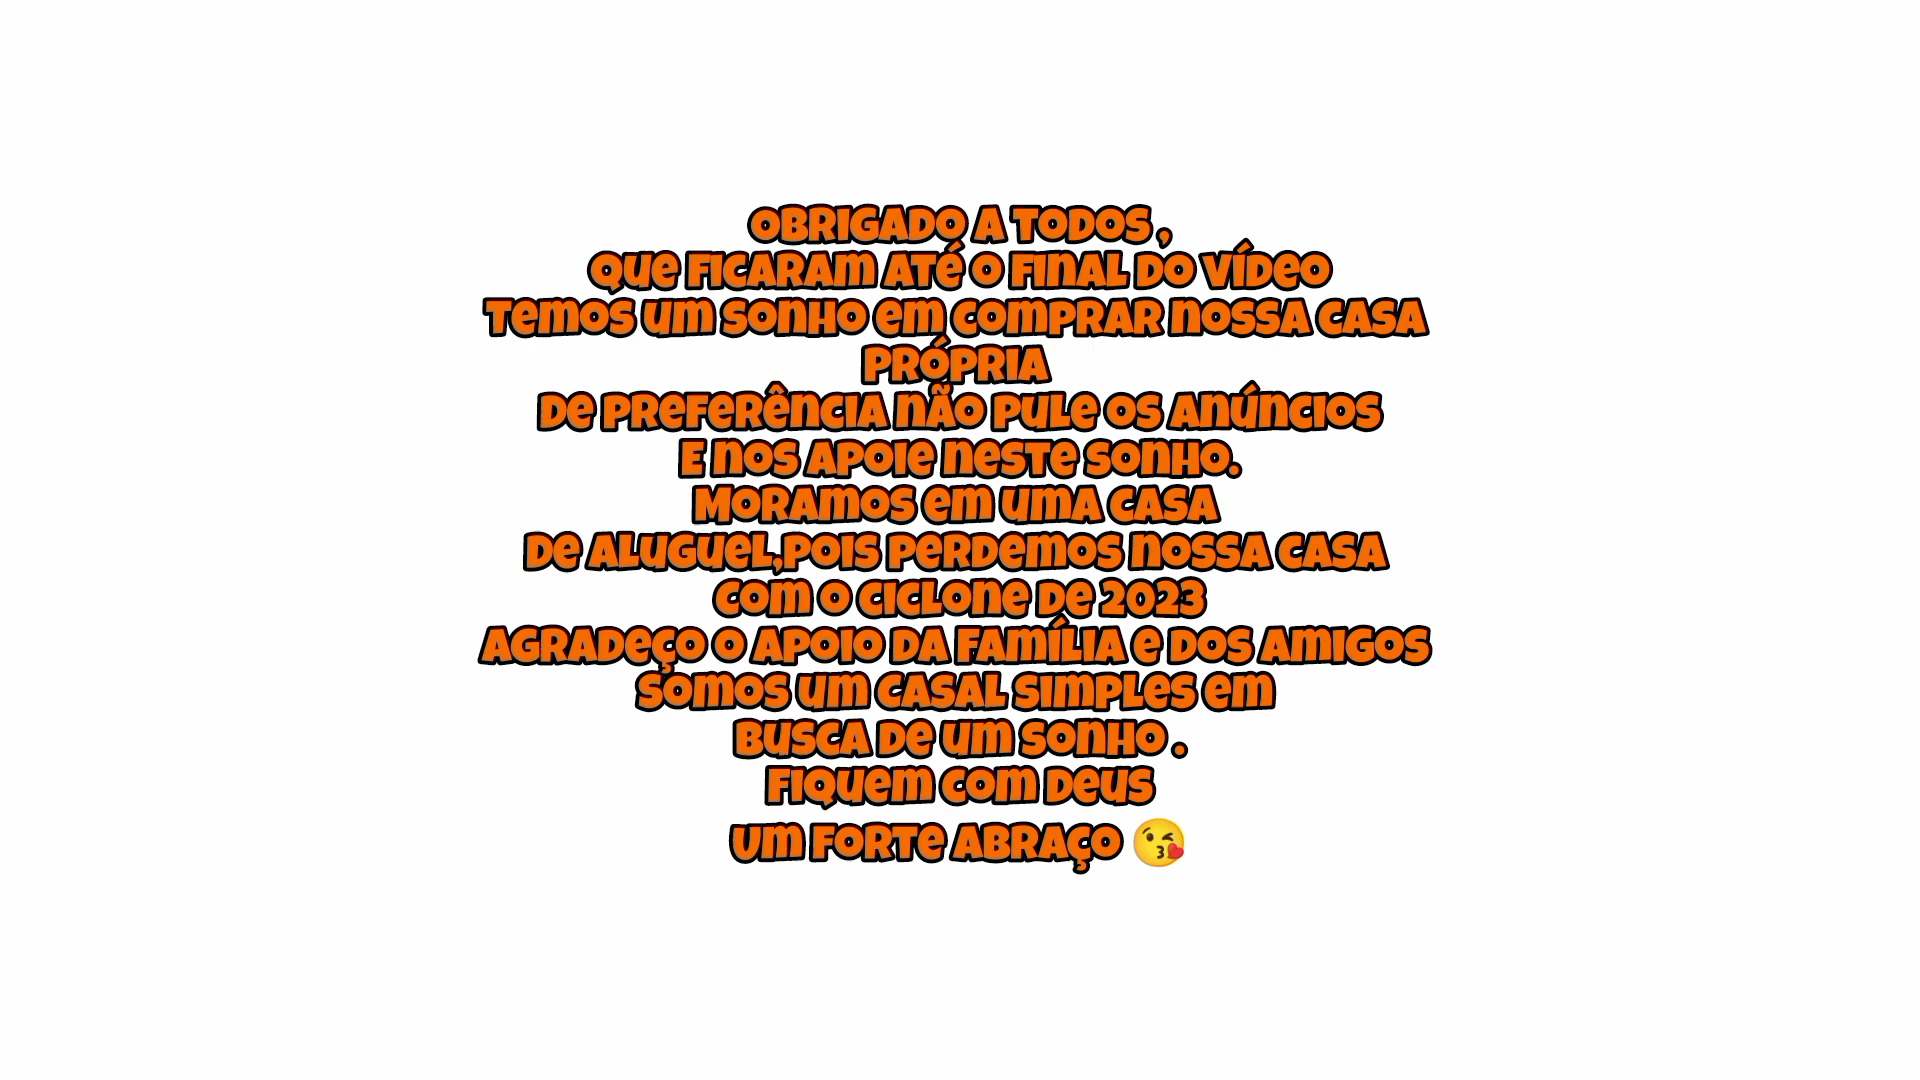 Obrigado a todos ,
que ficaram até o final do vídeo
Temos um sonho em comprar nossa casa
própria
de preferência não pule os anúncios
E nos apoie neste sonho.
Moramos em uma casa
de aluguel,pois perdemos nossa casa
com o ciclone de 2023
Agradeço o apoio da família e dos amigos
Somos um casal simples em
busca de um sonho .
Fiquem com Deus
um forte abraço 😘